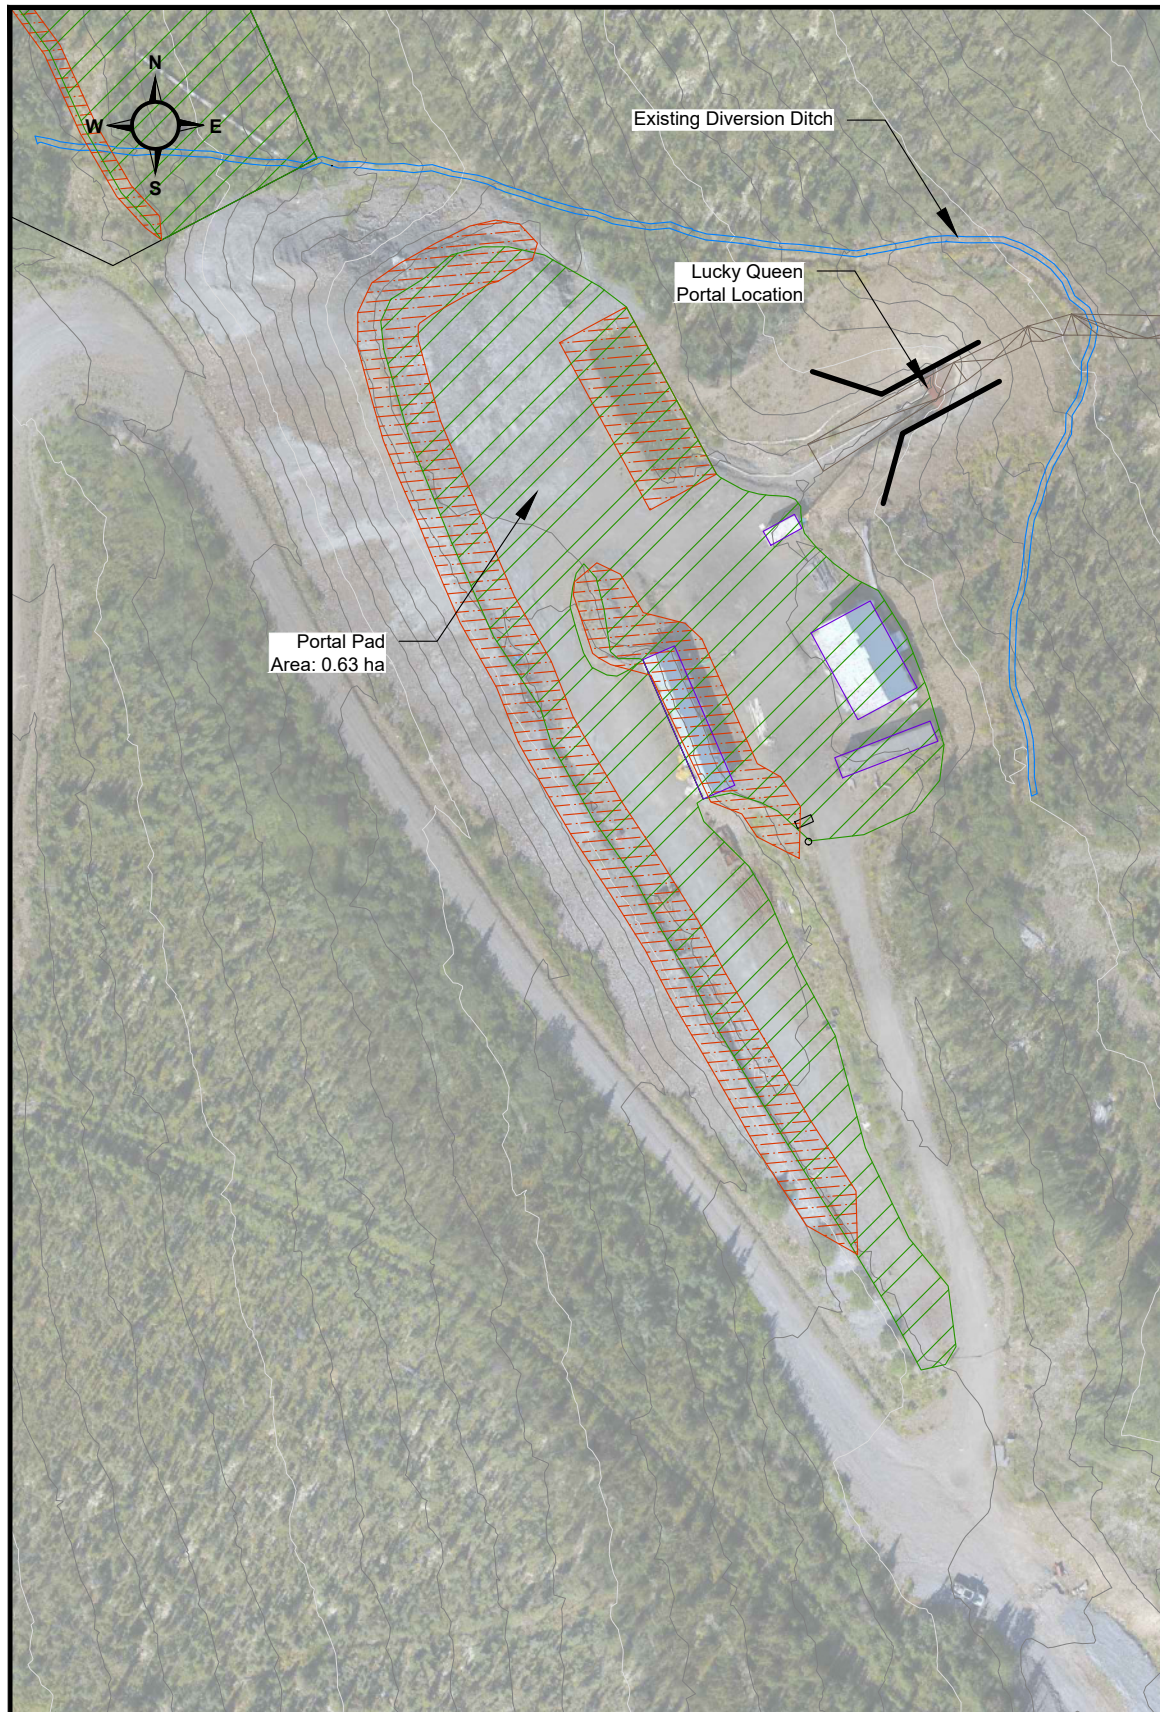 N
W
E
S
Existing Diversion Ditch
Lucky Queen
Portal Location
Portal Pad
Area: 0.63 ha